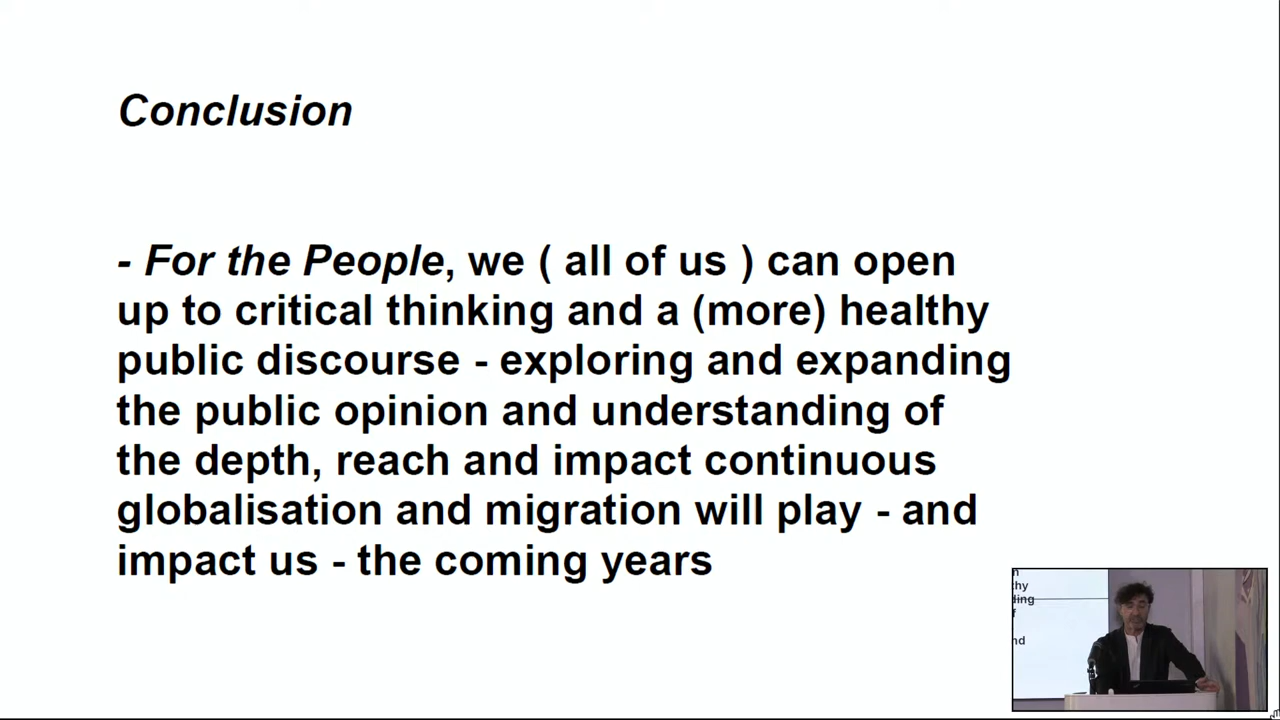 Conclusion
- For the People, we ( all of us ) can open
up to critical thinking and a (more) healthy
public discourse - exploring and expanding
the public opinion and understanding of
the depth, reach and impact continuous
globalisation and migration will play - and
impact us - the coming years